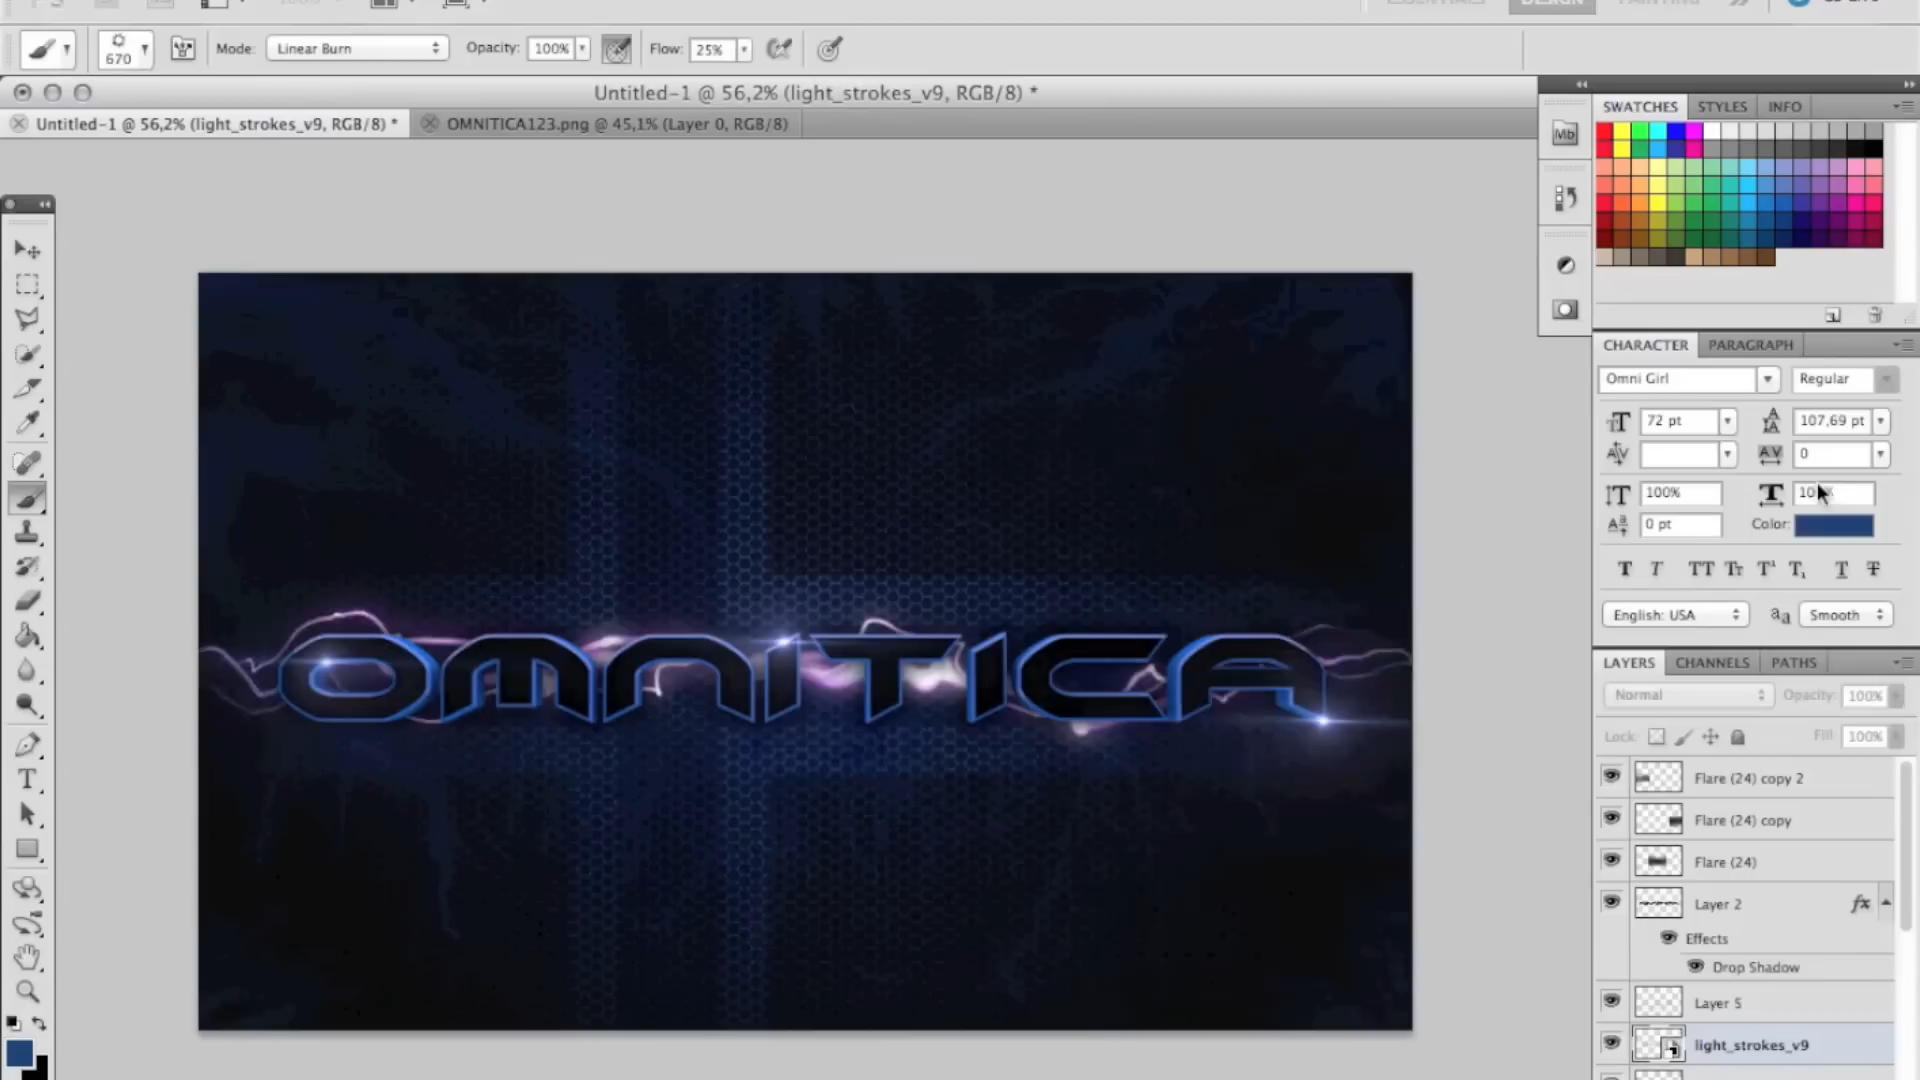 670
Mode: Linear Burn Opacity: 100% Flow: 25%
Untitled-1 @ 56,2% (light_strokes_v9, RGB/8) *
Untitled-1 @ 56,2% (light_strokes_v9, RGB/8) * OMNITICA123.png @ 45,1% (Layer 0, RGB/8)
Mb
SWATCHES STYLES INFO
OMNITICA
CHARACTER PARAGRAPH
Omni Girl Regular
72 pt 107,69 pt
0
100%
0 pt Color:
English: USA Smooth
LAYERS CHANNELS PATHS
Normal Opacity: 100%
Lock: Fill: 100%
Flare (24) copy 2
Flare (24) copy
Flare (24)
Layer 2 fx
Effects
Drop Shadow
Layer 5
light_strokes_v9